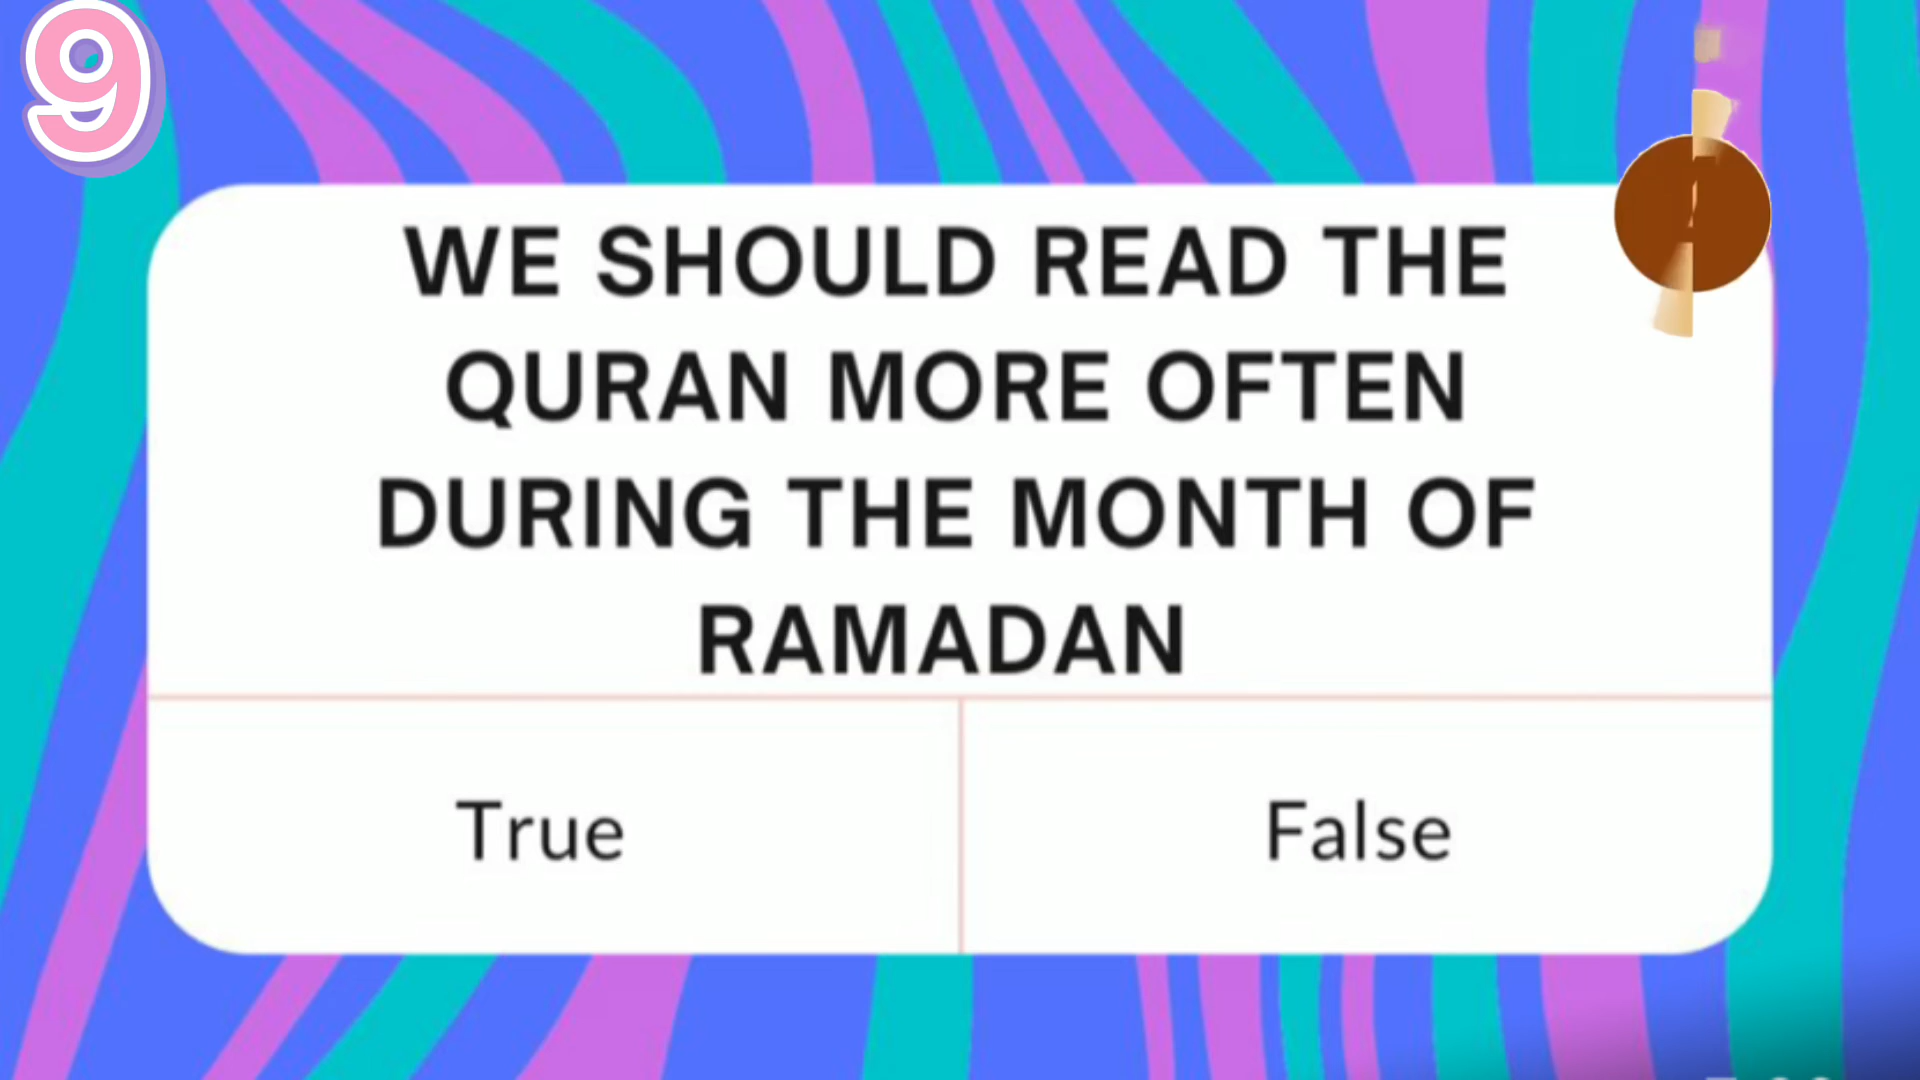 9
WE SHOULD READ THE
QURAN MORE OFTEN
DURING THE MONTH OF
RAMADAN
True
False